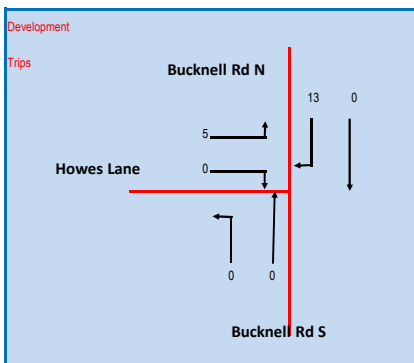 Development
Trips
Bucknell Rd N
13 0
5
0
Howes Lane
0 0
Bucknell Rd S